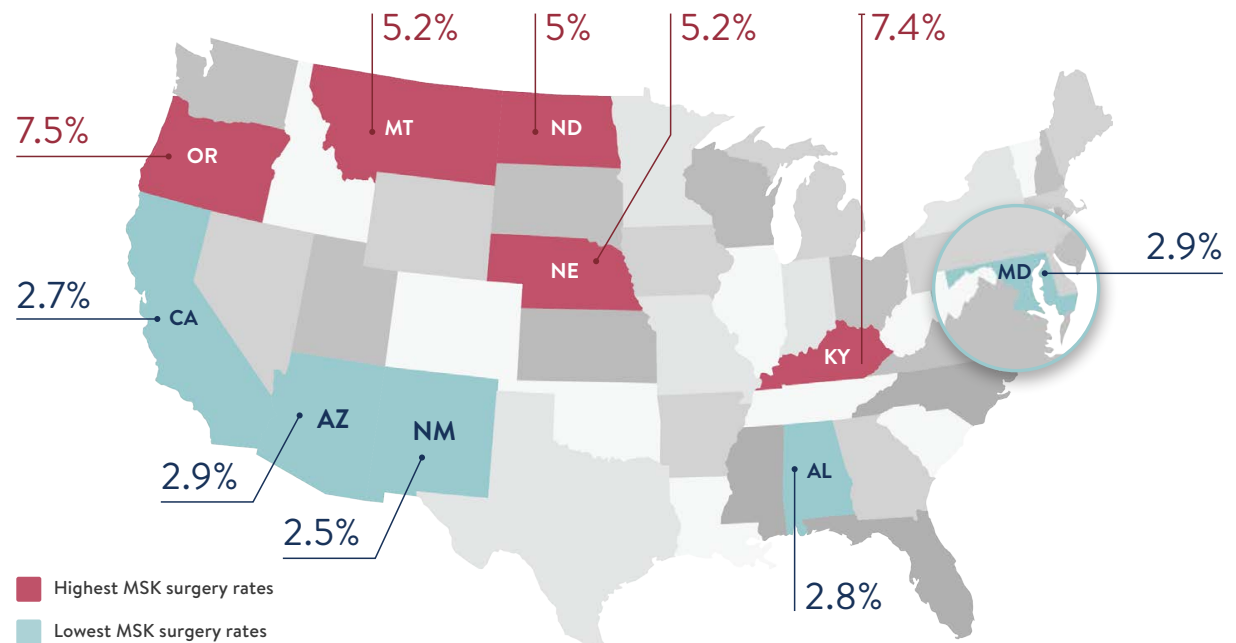 5.2%
5%
5.2%
7.4%
7.5%
MT
ND
OR
NE
MD
2.9%
2.7%
CA
KY
AZ
NM
2.9%
AL
2.5%
2.8%
Highest MSK surgery rates
Lowest MSK surgery rates